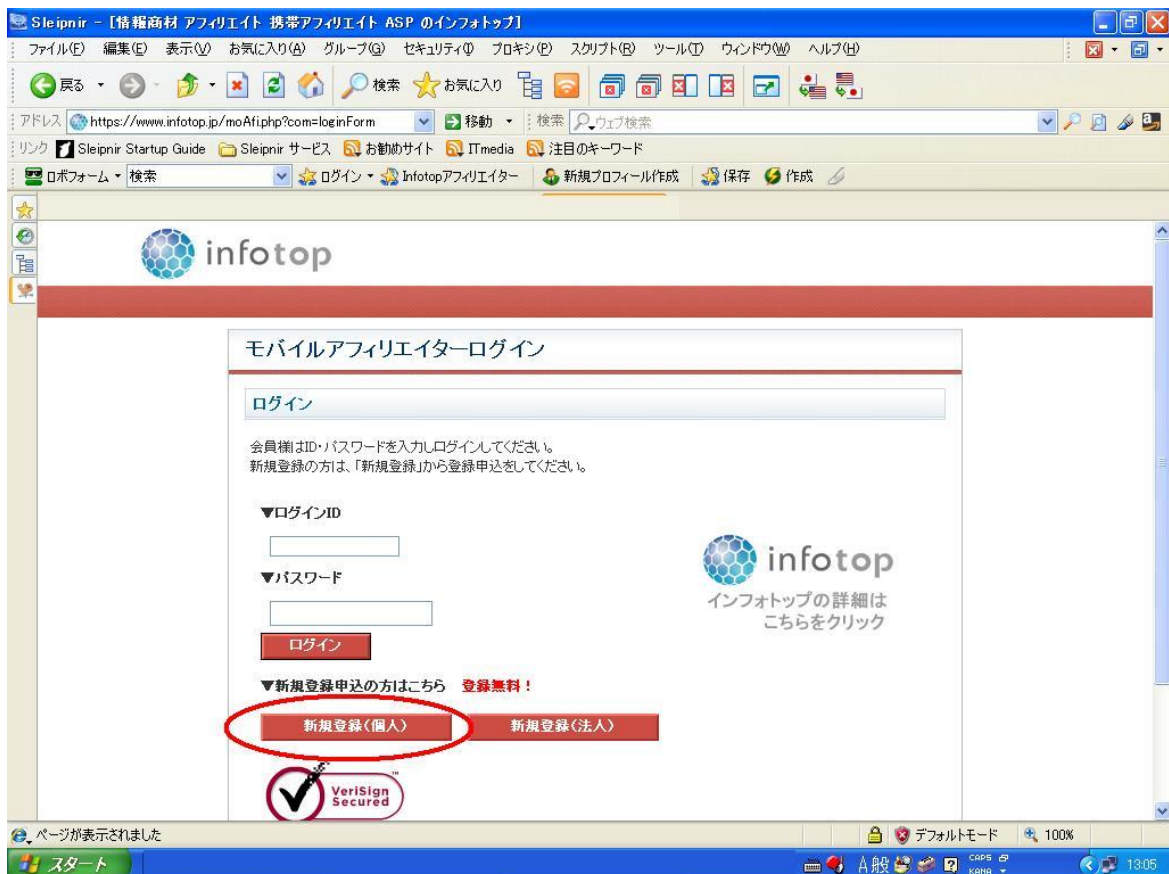 Sleipnir - [情報商材 アフィリエイト 携帯アフィリエイト ASP のインフォトップ]
ファイル(F) 編集(E) 表示(V) お気に入り(A) グループ(G) セキュリティ(I) プロキシ(P) スクリプト(R) ツール(T) ウィンドウ(W) ヘルプ(H)
戻る 検索 お気に入り
アドレス https://www.infotop.jp/moAfi.php?com=loginForm 移動 検索 ウェブ検索
リンク Sleipnir Startup Guide Sleipnir サービス お勧めサイト ITmedia 注目のキーワード
ロボフォーム 検索 ログイン Infotopアフィリエイター 新規プロフィール作成 保存 作成
infotop
モバイルアフィリエイターログイン
ログイン
会員様はID・パスワードを入力しログインしてください。
新規登録の方は、「新規登録」から登録申込をしてください。
▼ログインID
▼パスワード
infotop
インフォトップの詳細は
こちらをクリック
ログイン
▼新規登録申込の方はこちら 登録無料！
新規登録(個人) 新規登録(法人)
VeriSign
Secured
ページが表示されました デフォルトモード 100%
スタート A般 CAPS KANA 13:05